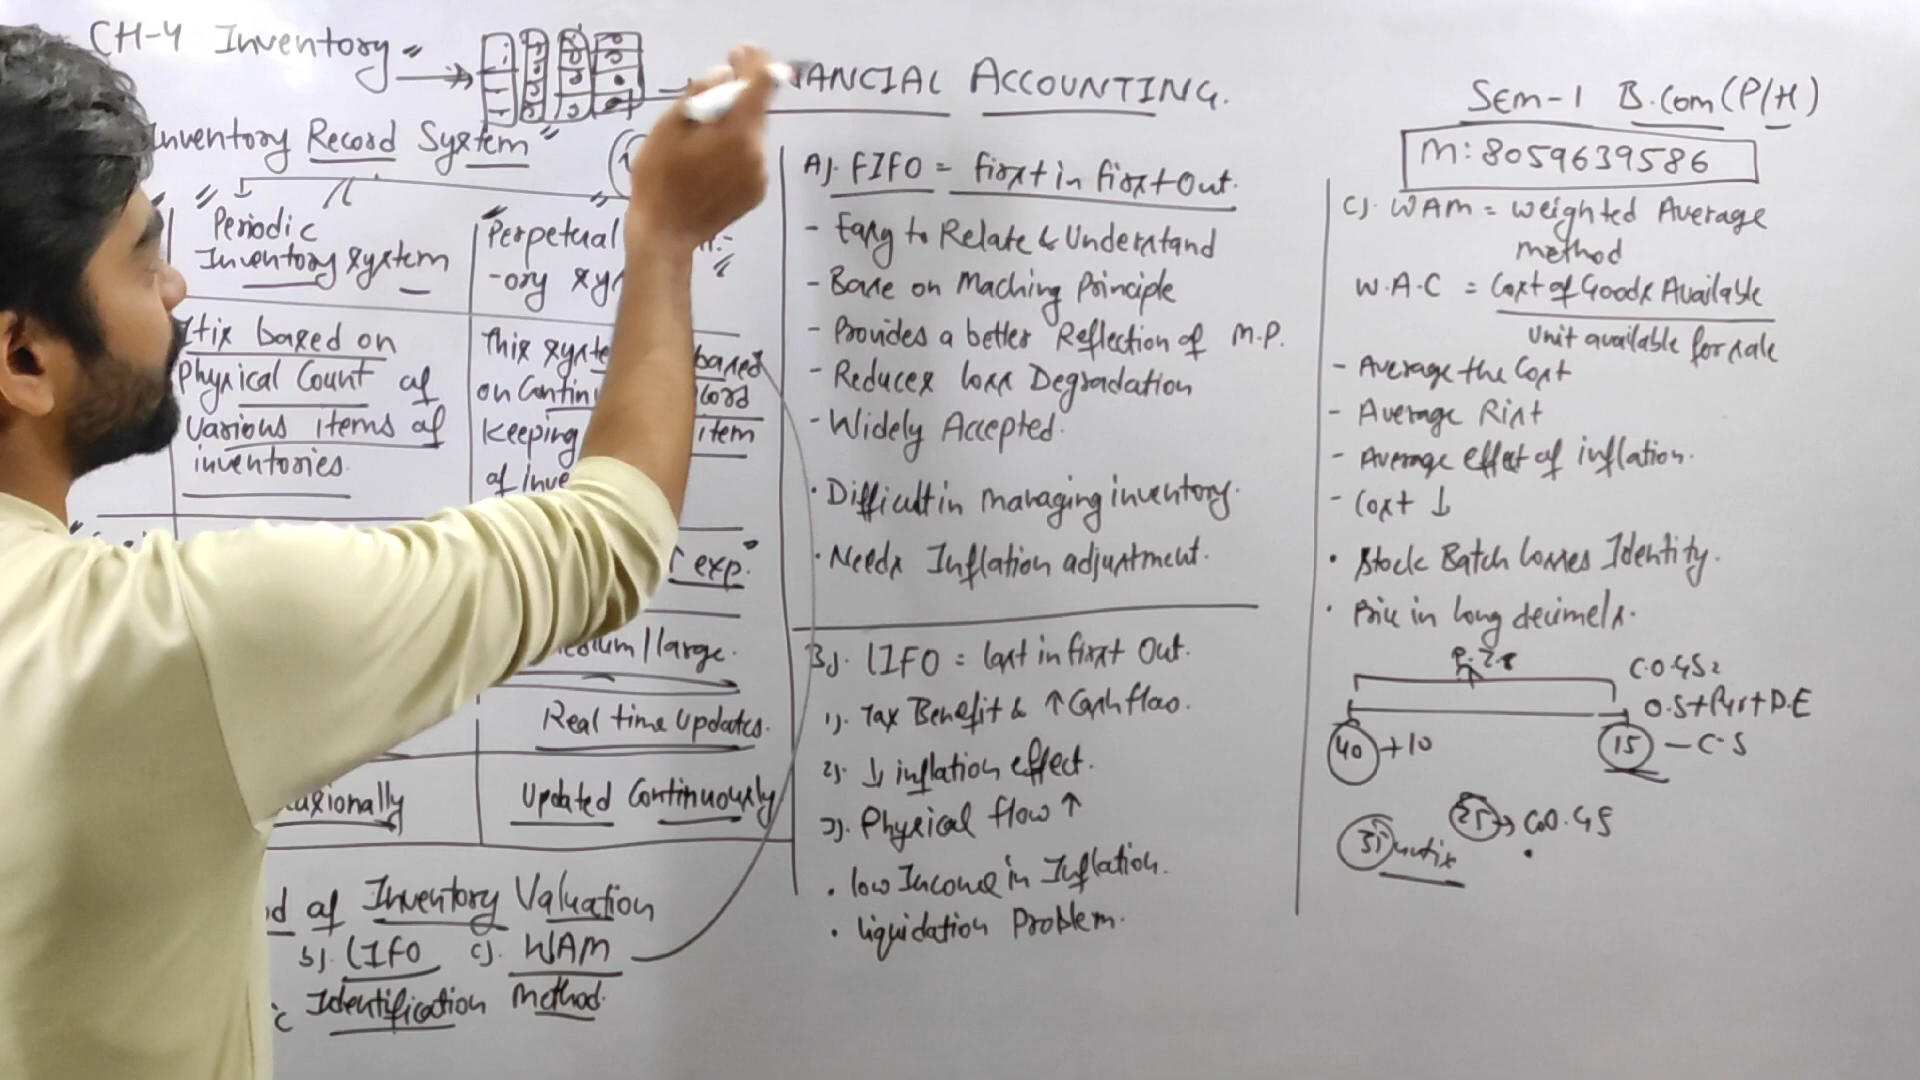 CH-4 Inventory
ANCIAL ACCOUNTING.
Sem-1 B.Com(P/H)
M: 8059639586
Inventory Record System"
Periodic
Inventory System
Perpetual
-ory sys
It is based on
Physical Count of
various items of
inventories.
This syste based
on Contin cord
keeping item
of inve
exp.
/large.
Real time Updates.
asionally
Updated Continuously
of Inventory Valuation
b). LIFO c). WAM
Identification Method.
A). FIFO = first in first Out.
- Easy to Relate & Understand
- Base on Maching Principle
- Provides a better Reflection of M.P.
- Reduces loss Degradation
- Widely Accepted.
• Difficult in managing inventory.
• Needs Inflation adjustment.
B). LIFO = last in first Out.
1). Tax Benefit & ↑ Cash flao.
2). ↓ inflation effect.
3). Physical flow ↑
• low Income in Inflation.
• liquidation Problem.
C). WAM = Weighted Average
method
W.A.C = Cost of Goods Available
Unit available for sale
- Average the Cost
- Average Rist
- Average effect of inflation.
- Cost ↓
• Stock Batch losses Identity.
• Price in long decimels.
O.S+Pur+D.E
40 +10
15 - C.S